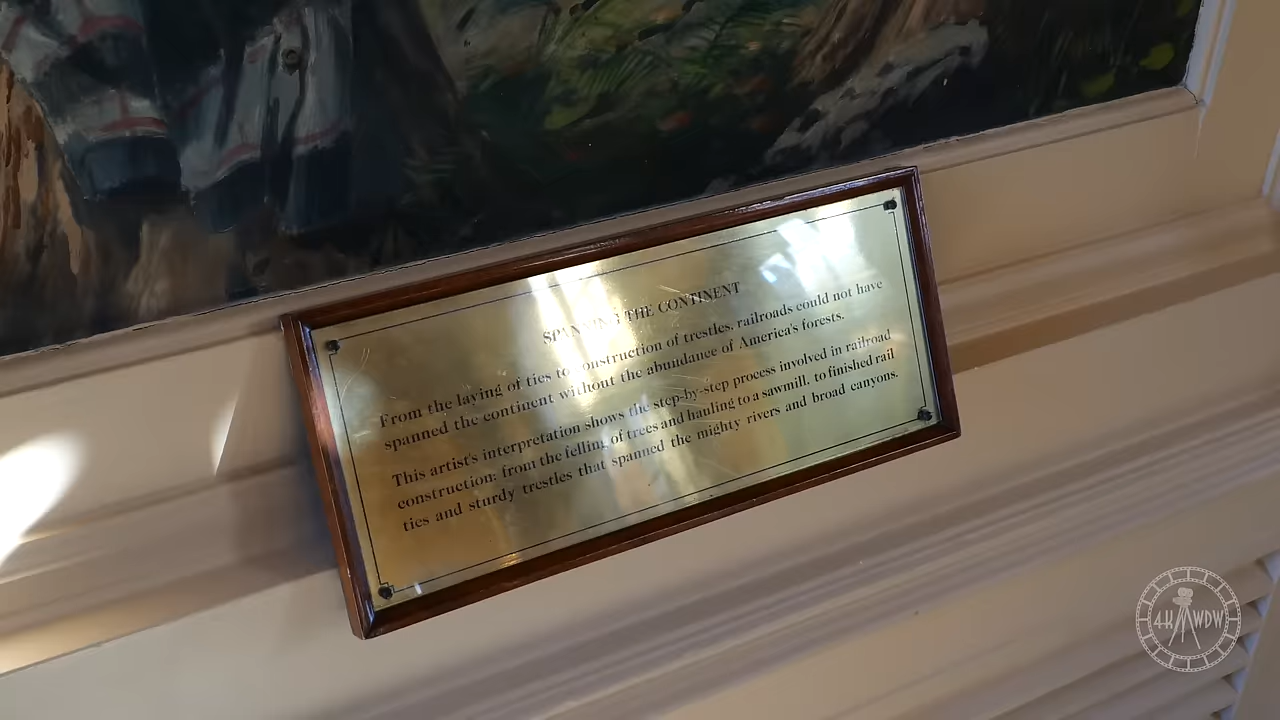 SPANNING THE CONTINENT
From the laying of ties to construction of trestles, railroads could not have
spanned the continent without the abundance of America's forests.
This artist's interpretation shows the step-by-step process involved in railroad
construction: from the felling of trees and hauling to a sawmill, to finished rail
ties and sturdy trestles that spanned the mighty rivers and broad canyons.
4K WDW